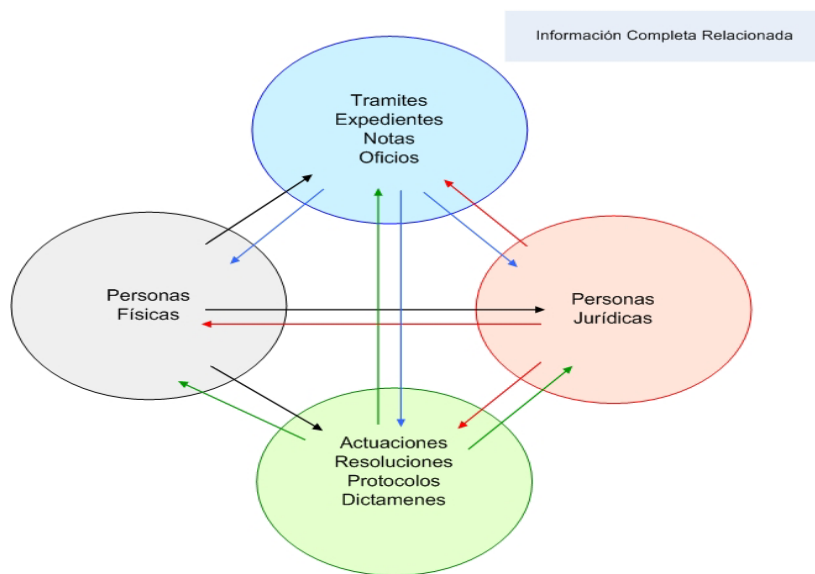 Información Completa Relacionada
Tramites
Expedientes
Notas
Oficios
Personas
Físicas
Personas
Jurídicas
Actuaciones
Resoluciones
Protocolos
Dictamenes